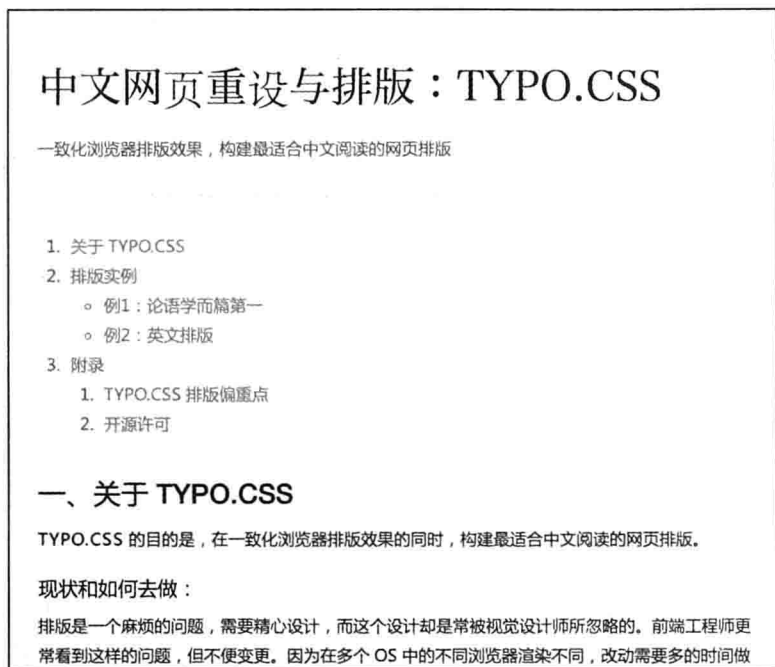 中文网页重设与排版：TYPO.CSS
一致化浏览器排版效果，构建最适合中文阅读的网页排版
1. 关于 TYPO.CSS
2. 排版实例
○ 例1：论语学而篇第一
○ 例2：英文排版
3. 附录
1. TYPO.CSS 排版偏重点
2. 开源许可
一、关于 TYPO.CSS
TYPO.CSS 的目的是，在一致化浏览器排版效果的同时，构建最适合中文阅读的网页排版。
现状和如何去做：
排版是一个麻烦的问题，需要精心设计，而这个设计却是常被视觉设计师所忽略的。前端工程师更
常看到这样的问题，但不便变更。因为在多个 OS 中的不同浏览器渲染不同，改动需要多的时间做